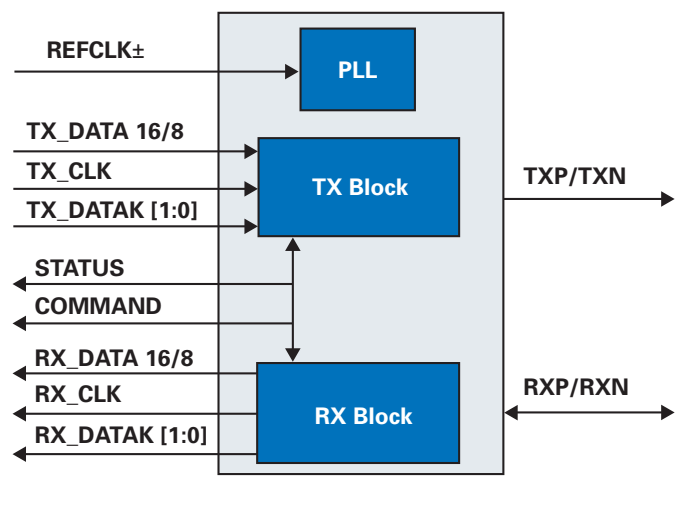 REFCLK±
PLL
TX_DATA 16/8
TX_CLK
TX_DATAK [1:0]
TX Block
TXP/TXN
STATUS
COMMAND
RX_DATA 16/8
RX_CLK
RX_DATAK [1:0]
RX Block
RXP/RXN